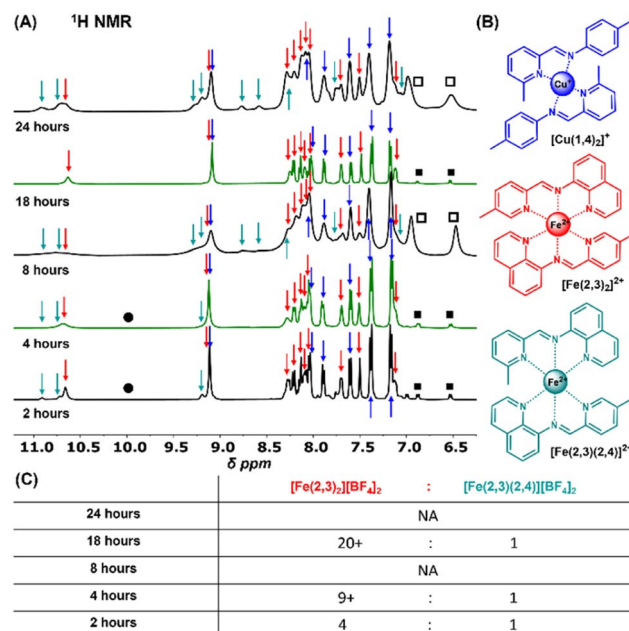 (A)
¹H NMR
24 hours
18 hours
8 hours
4 hours
2 hours
11.0 10.5 10.0 9.5 9.0 8.5 8.0 7.5 7.0 6.5
δ ppm
(B)
N
N
Cu⁺
N
N
[Cu(1,4)₂]⁺
N
N
N
Fe²⁺
N
N
N
[Fe(2,3)₂]²⁺
N
N
N
Fe²⁺
N
N
N
[Fe(2,3)(2,4)]²⁺
(C)
[Fe(2,3)₂][BF₄]₂ : [Fe(2,3)(2,4)][BF₄]₂
24 hours NA
18 hours 20+ : 1
8 hours NA
4 hours 9+ : 1
2 hours 4 : 1